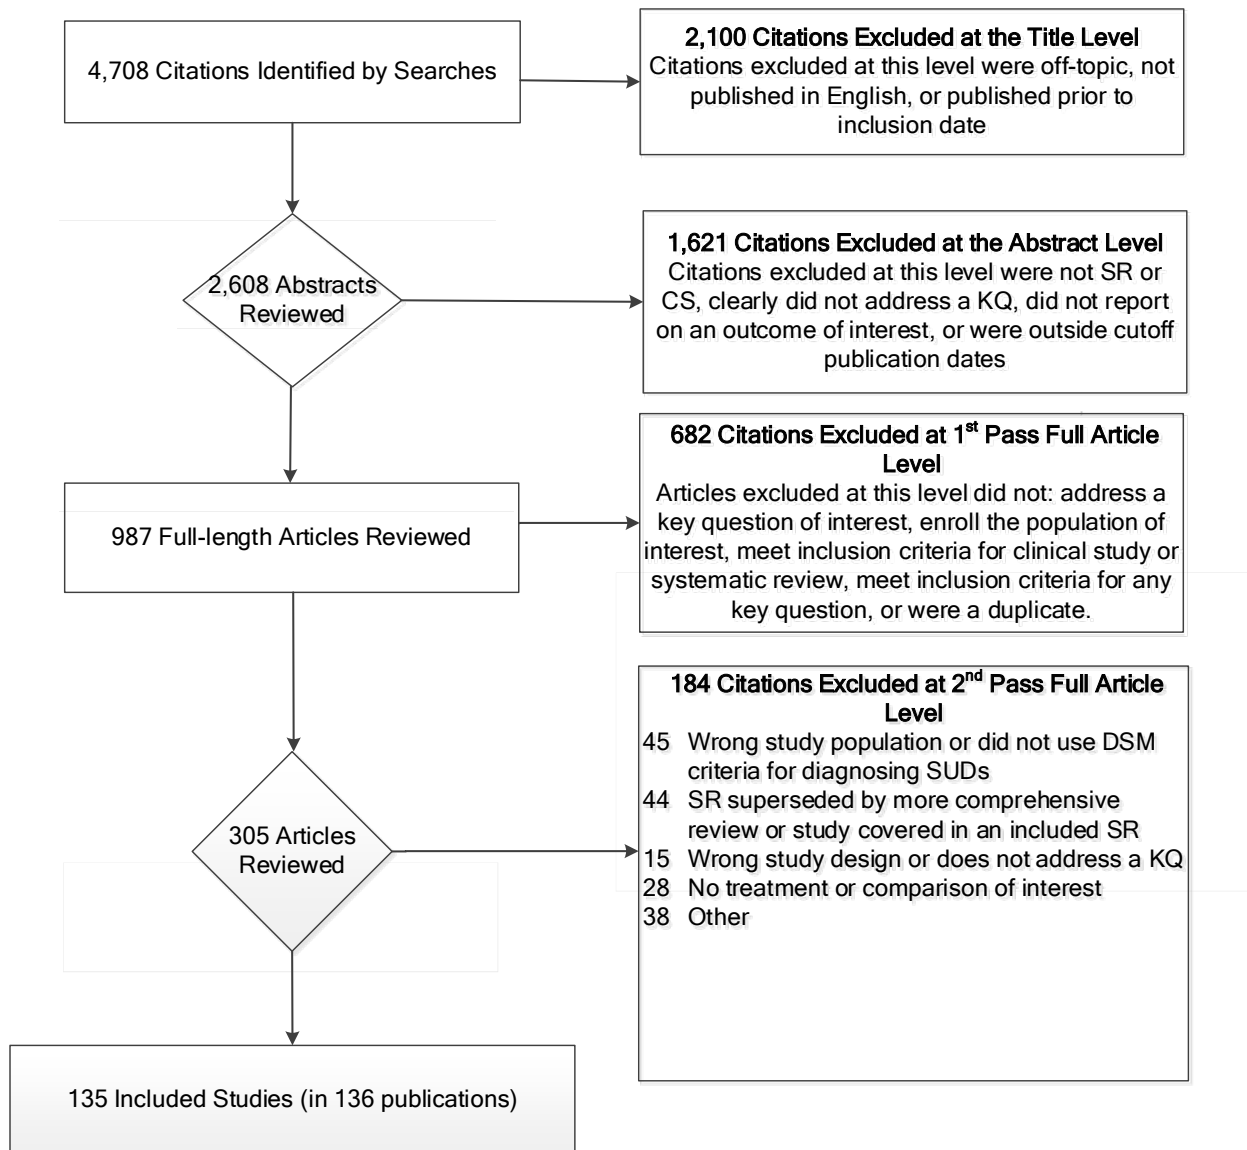 4,708 Citations Identified by Searches
2,100 Citations Excluded at the Title Level
Citations excluded at this level were off-topic, not
published in English, or published prior to
inclusion date
2,608 Abstracts
Reviewed
1,621 Citations Excluded at the Abstract Level
Citations excluded at this level were not SR or
CS, clearly did not address a KQ, did not report
on an outcome of interest, or were outside cutoff
publication dates
987 Full-length Articles Reviewed
682 Citations Excluded at 1st Pass Full Article
Level
Articles excluded at this level did not: address a
key question of interest, enroll the population of
interest, meet inclusion criteria for clinical study or
systematic review, meet inclusion criteria for any
key question, or were a duplicate.
305 Articles
Reviewed
184 Citations Excluded at 2nd Pass Full Article
Level
45 Wrong study population or did not use DSM
criteria for diagnosing SUDs
44 SR superseded by more comprehensive
review or study covered in an included SR
15 Wrong study design or does not address a KQ
28 No treatment or comparison of interest
38 Other
135 Included Studies (in 136 publications)